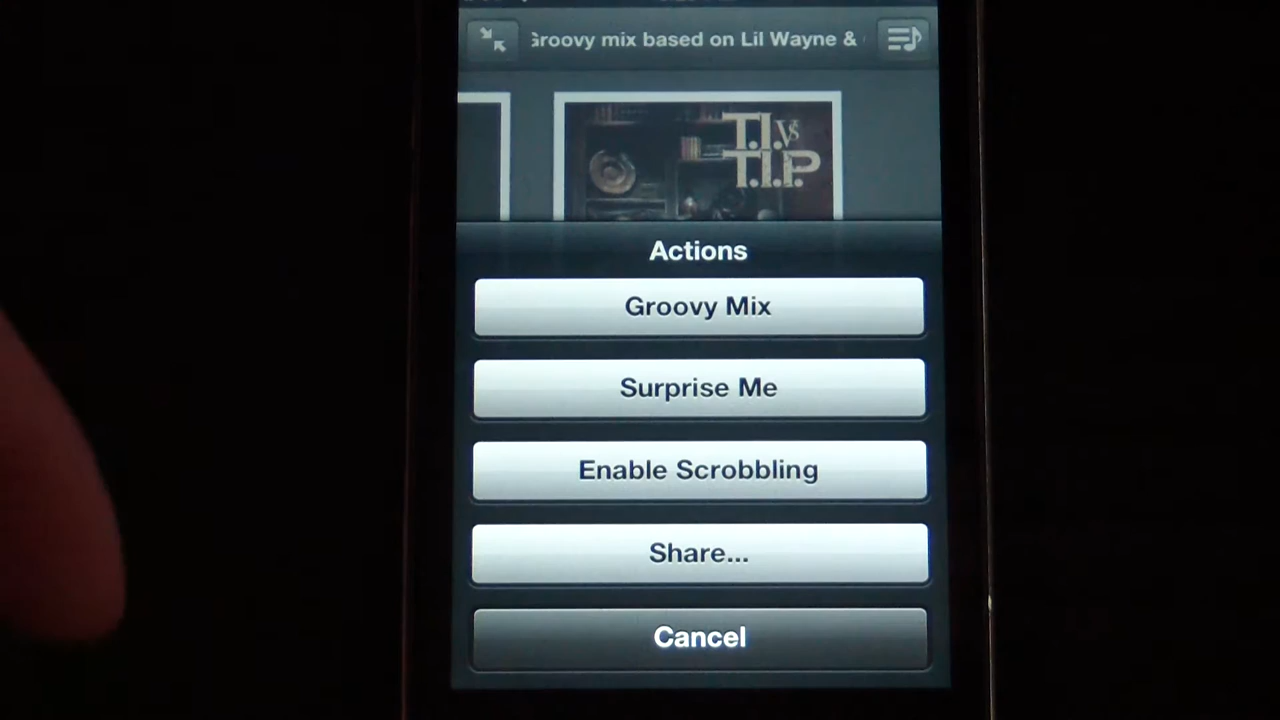 Groovy mix based on Lil Wayne &
T.I. vs
T.I.P
Actions
Groovy Mix
Surprise Me
Enable Scrobbling
Share...
Cancel